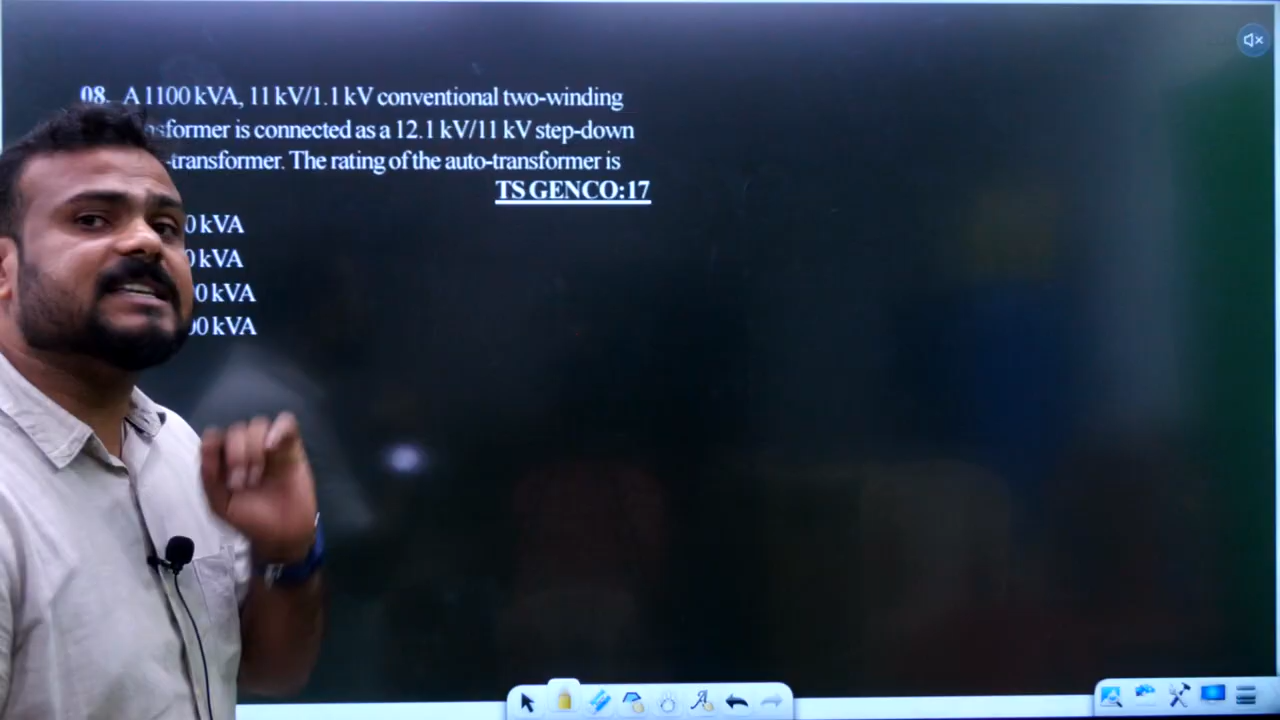 08. A 1100 kVA, 11 kV/1.1 kV conventional two-winding
is connected as a 12.1 kV/11 kV step-down
-transformer. The rating of the auto-transformer is
TS GENCO:17
kVA
kVA
kVA
kVA